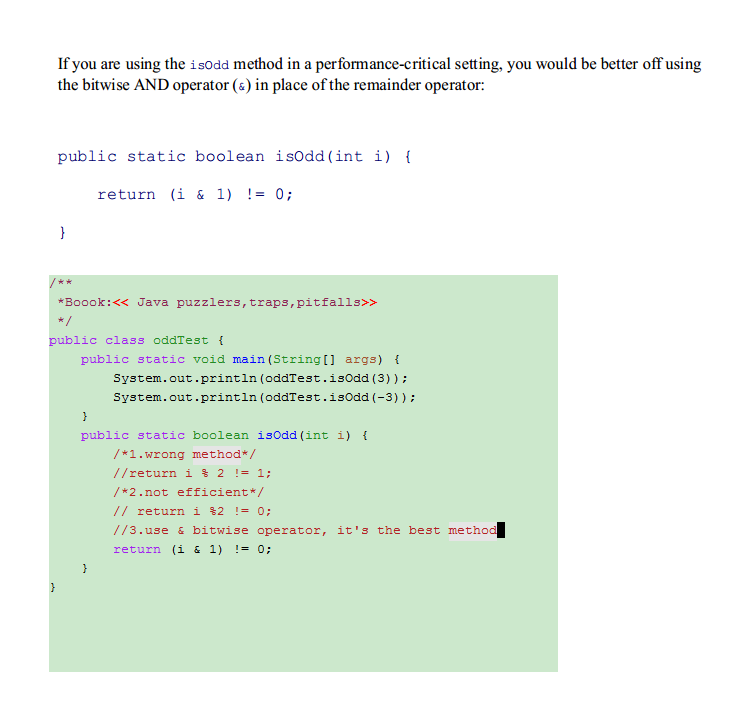 If you are using the isOdd method in a performance-critical setting, you would be better off using
the bitwise AND operator (&) in place of the remainder operator:
public static boolean isOdd(int i) {
return (i & 1) != 0;
}
/**
*Boook:<< Java puzzlers,traps,pitfalls>>
*/
public class oddTest {
public static void main(String[] args) {
System.out.println(oddTest.isOdd(3));
System.out.println(oddTest.isOdd(-3));
}
public static boolean isOdd(int i) {
/*1.wrong method*/
//return i % 2 != 1;
/*2.not efficient*/
// return i %2 != 0;
//3.use & bitwise operator, it's the best method
return (i & 1) != 0;
}
}